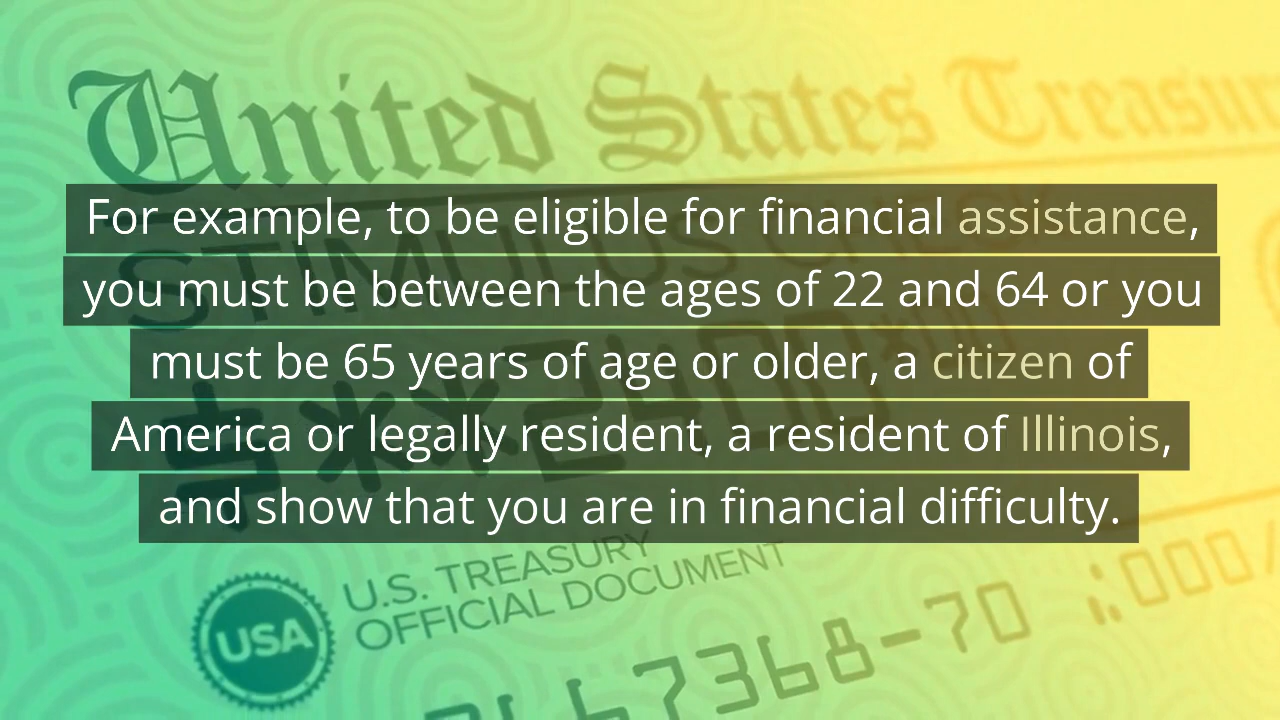 United States Treasur
For example, to be eligible for financial assistance,
you must be between the ages of 22 and 64 or you
must be 65 years of age or older, a citizen of
America or legally resident, a resident of Illinois,
and show that you are in financial difficulty.
U.S. TREASURY
OFFICIAL DOCUMENT
USA
7368-70 000